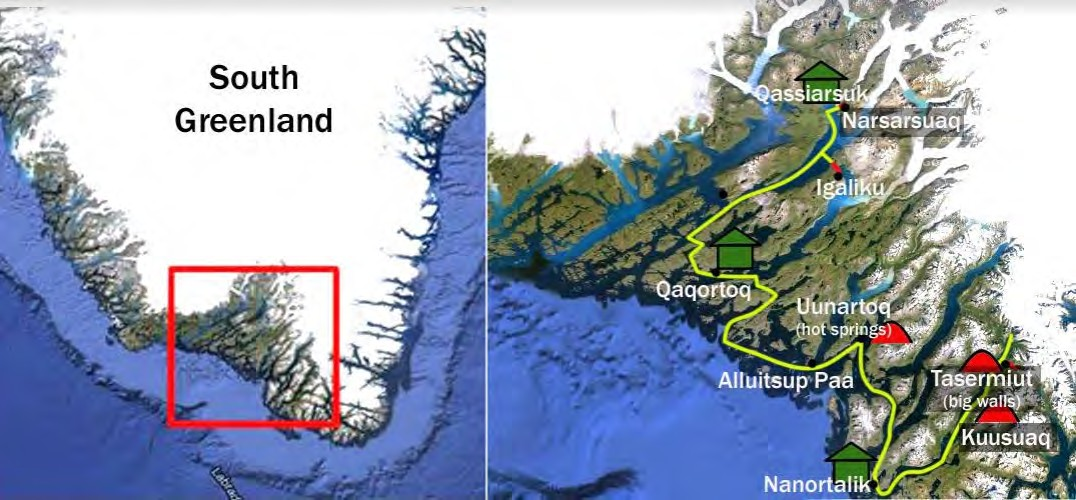 South
Greenland
Qassiarsuk
Narsarsuaq
Igaliku
Qaqortoq
Uunartoq
(hot springs)
Alluitsup Paa
Tasermiut
(big walls)
Kuusuaq
Nanortalik